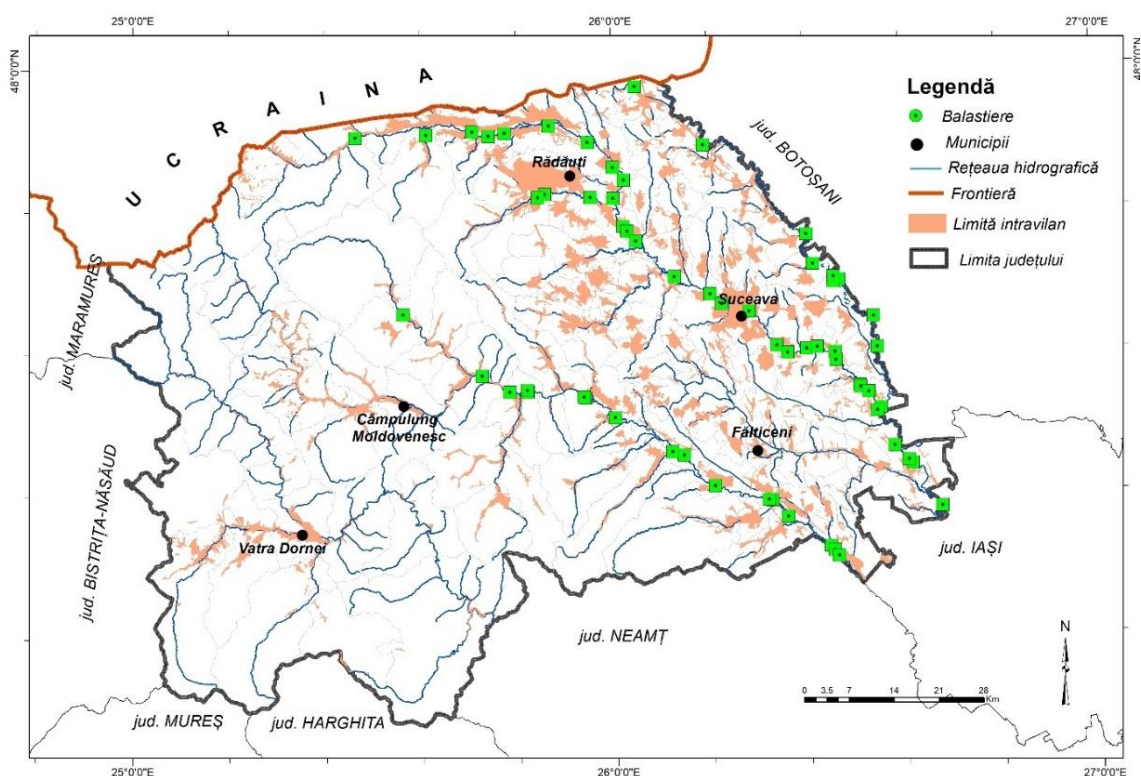 25°0'0"E
26°0'0"E
27°0'0"E
48°0'0"N
48°0'0"N
UCRAINA
Legendă
Balastiere
Municipii
Rețeaua hidrografică
Frontieră
Limită intravilan
Limita județului
jud. BOTOȘANI
Rădăuți
jud. MARAMUREȘ
Suceava
Câmpulung
Moldovenesc
Fălticeni
jud. BISTRIȚA-NĂSĂUD
Vatra Dornei
jud. IAȘI
jud. NEAMȚ
N
0 3.5 7 14 21 28
Km
jud. MUREȘ
jud. HARGHITA
25°0'0"E
26°0'0"E
27°0'0"E